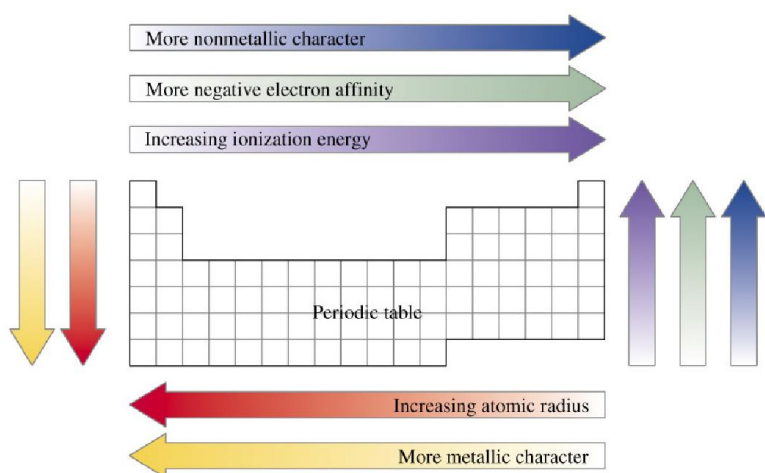 More nonmetallic character
More negative electron affinity
Increasing ionization energy
Periodic table
Increasing atomic radius
More metallic character